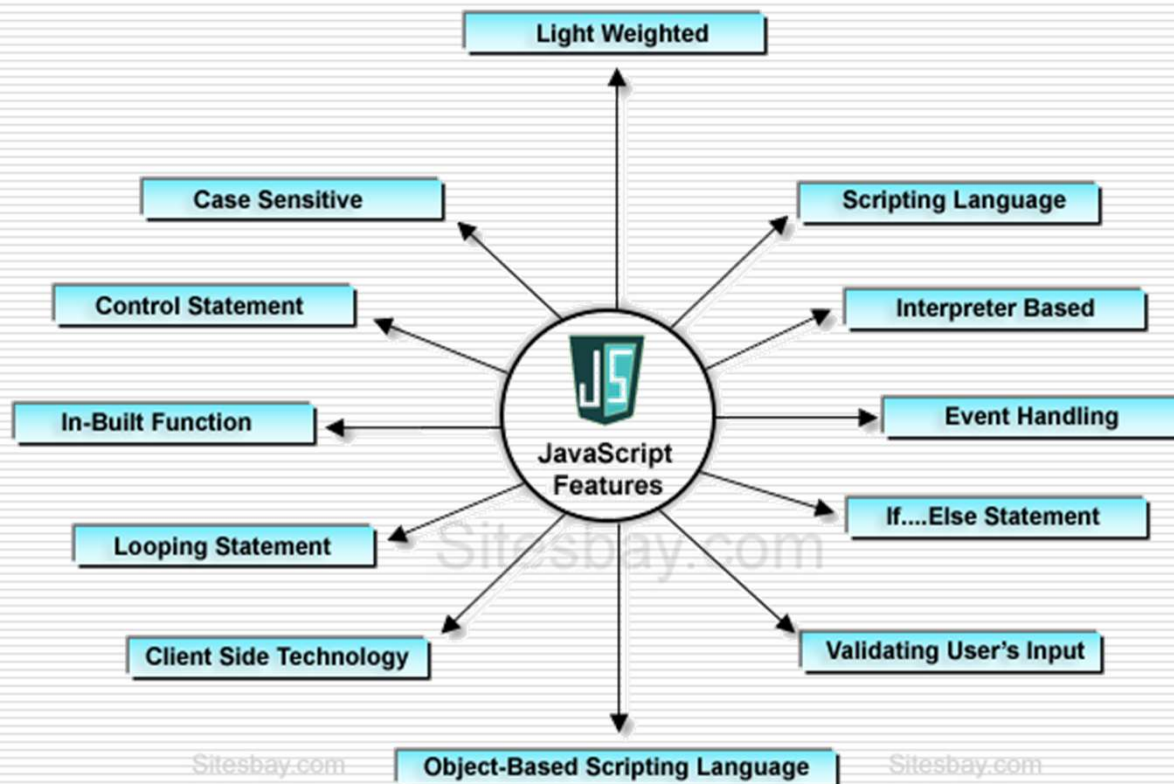 Light Weighted
Case Sensitive
Scripting Language
Control Statement
Interpreter Based
JS
JavaScript
Features
In-Built Function
Event Handling
Looping Statement
If....Else Statement
Sitesbay.com
Client Side Technology
Validating User's Input
Object-Based Scripting Language
Sitesbay.com
Sitesbay.com